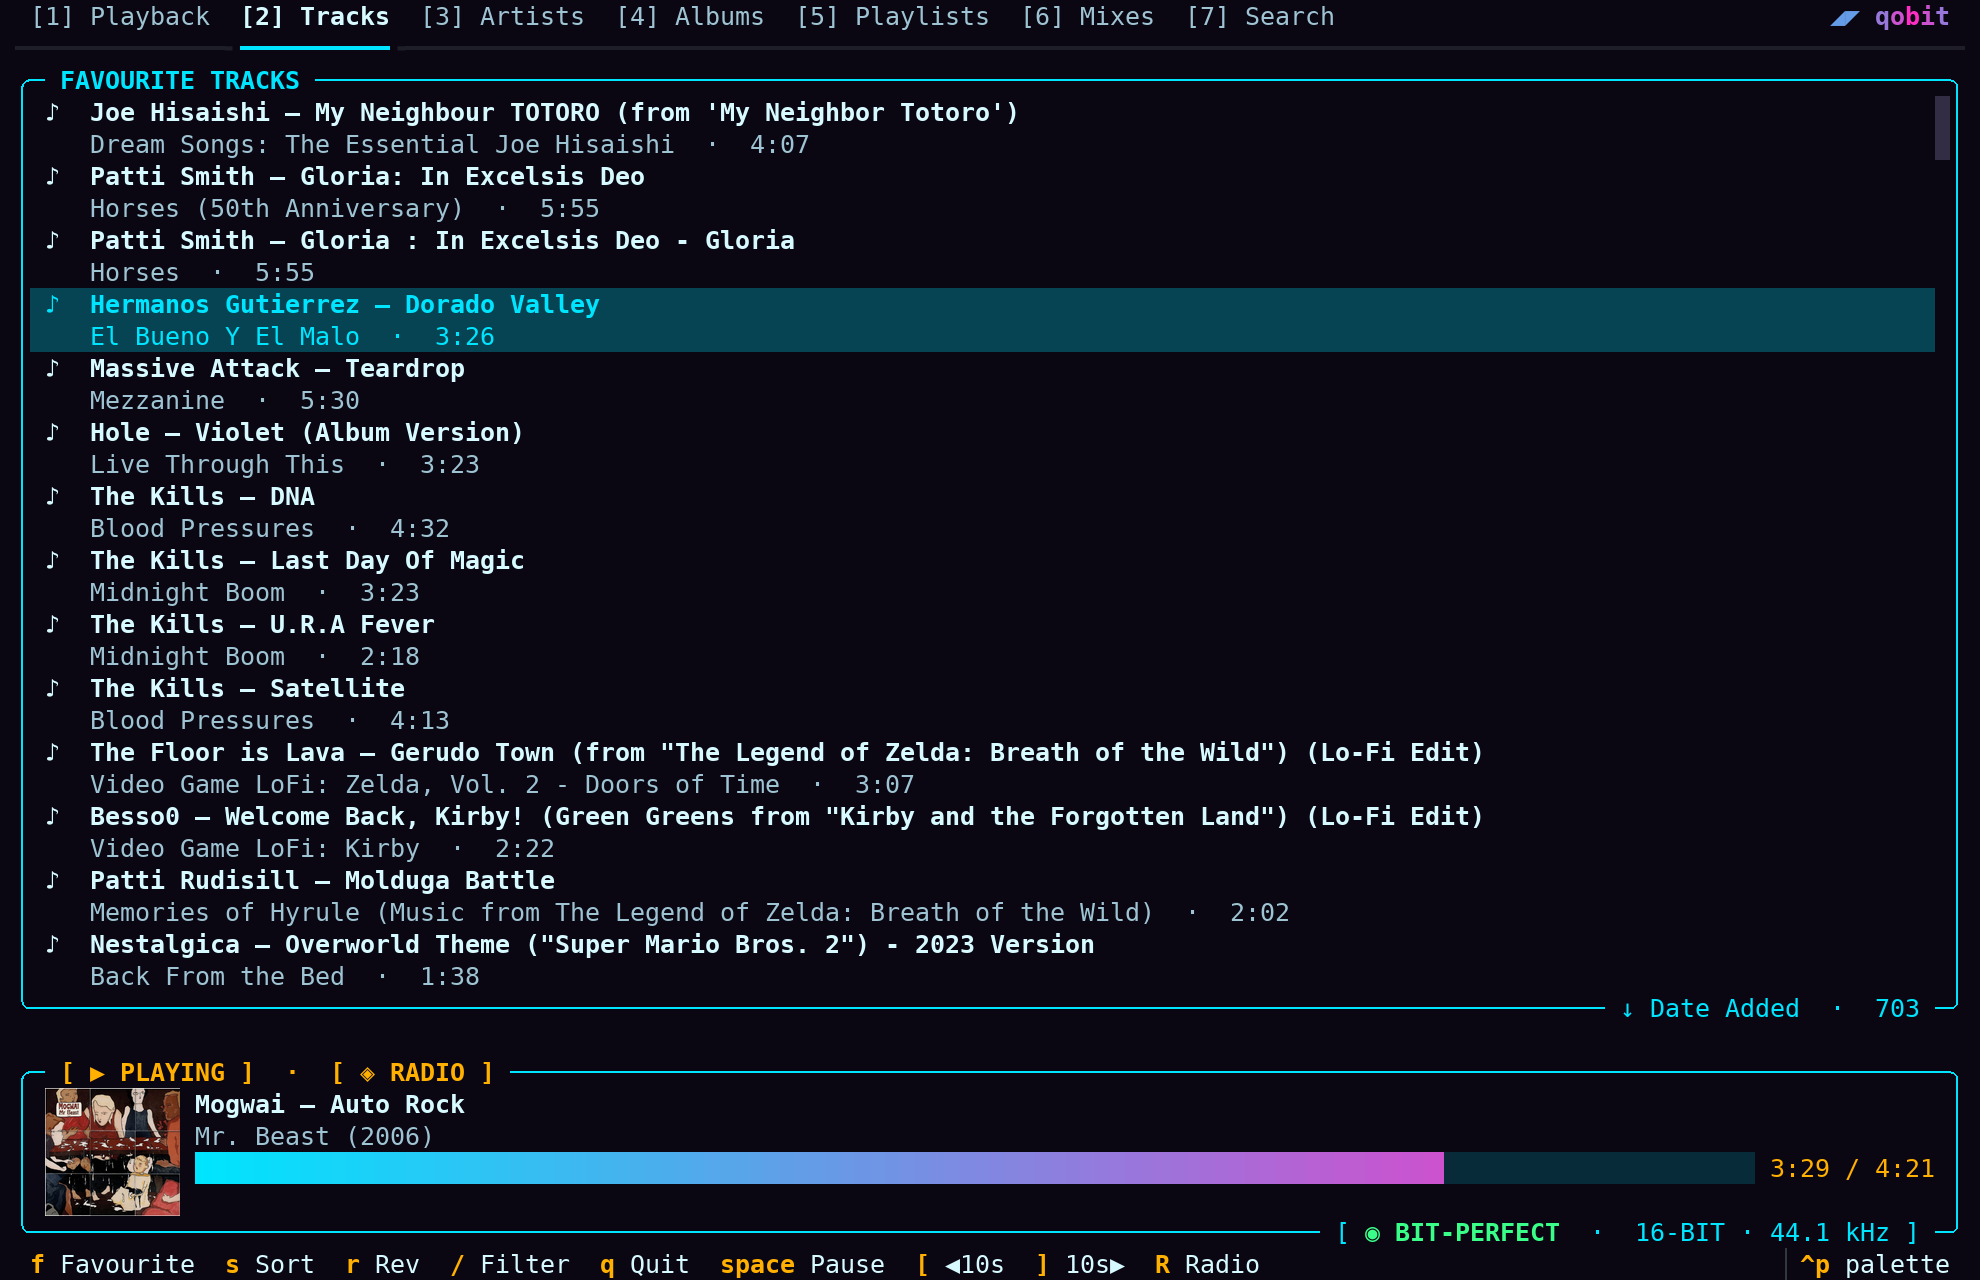 [1] Playback [2] Tracks [3] Artists [4] Albums [5] Playlists [6] Mixes [7] Search ◢◤ qobit
FAVOURITE TRACKS
♪ Joe Hisaishi — My Neighbour TOTORO (from 'My Neighbor Totoro')
Dream Songs: The Essential Joe Hisaishi · 4:07
♪ Patti Smith — Gloria: In Excelsis Deo
Horses (50th Anniversary) · 5:55
♪ Patti Smith — Gloria : In Excelsis Deo - Gloria
Horses · 5:55
♪ Hermanos Gutierrez — Dorado Valley
El Bueno Y El Malo · 3:26
♪ Massive Attack — Teardrop
Mezzanine · 5:30
♪ Hole — Violet (Album Version)
Live Through This · 3:23
♪ The Kills — DNA
Blood Pressures · 4:32
♪ The Kills — Last Day Of Magic
Midnight Boom · 3:23
♪ The Kills — U.R.A Fever
Midnight Boom · 2:18
♪ The Kills — Satellite
Blood Pressures · 4:13
♪ The Floor is Lava — Gerudo Town (from "The Legend of Zelda: Breath of the Wild") (Lo-Fi Edit)
Video Game LoFi: Zelda, Vol. 2 - Doors of Time · 3:07
♪ Besso0 — Welcome Back, Kirby! (Green Greens from "Kirby and the Forgotten Land") (Lo-Fi Edit)
Video Game LoFi: Kirby · 2:22
♪ Patti Rudisill — Molduga Battle
Memories of Hyrule (Music from The Legend of Zelda: Breath of the Wild) · 2:02
♪ Nestalgica — Overworld Theme ("Super Mario Bros. 2") - 2023 Version
Back From the Bed · 1:38
↓ Date Added · 703
[ ▶ PLAYING ] · [ ◈ RADIO ]
MOGWAI
Mr Beast
Mogwai — Auto Rock
Mr. Beast (2006)
3:29 / 4:21
[ ◉ BIT-PERFECT · 16-BIT · 44.1 kHz ]
f Favourite s Sort r Rev / Filter q Quit space Pause [ ◀10s ] 10s▶ R Radio ^p palette